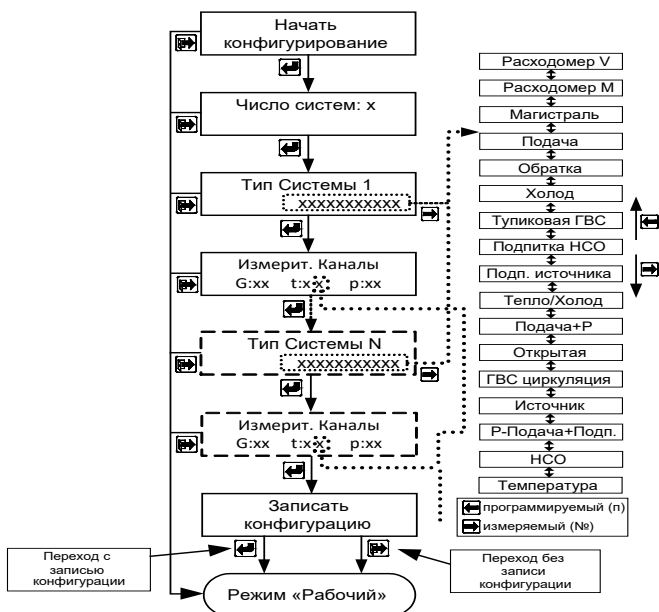 Начать
конфигурирование
Число систем: x
Тип Системы 1
XXXXXXXXXXX
Измерит. Каналы
G:xx t:x x p:xx
Тип Системы N
XXXXXXXXXXX
Измерит. Каналы
G:xx t:x x p:xx
Записать
конфигурацию
Переход с
записью
конфигурации
Переход без
записи
конфигурации
Режим «Рабочий»
Расходомер V
Расходомер M
Магистраль
Подача
Обратка
Холод
Тупиковая ГВС
Подпитка НСО
Подп. источника
Тепло/Холод
Подача+Р
Открытая
ГВС циркуляция
Источник
Р-Подача+Подп.
НСО
Температура
программируемый (п)
измеряемый (№)